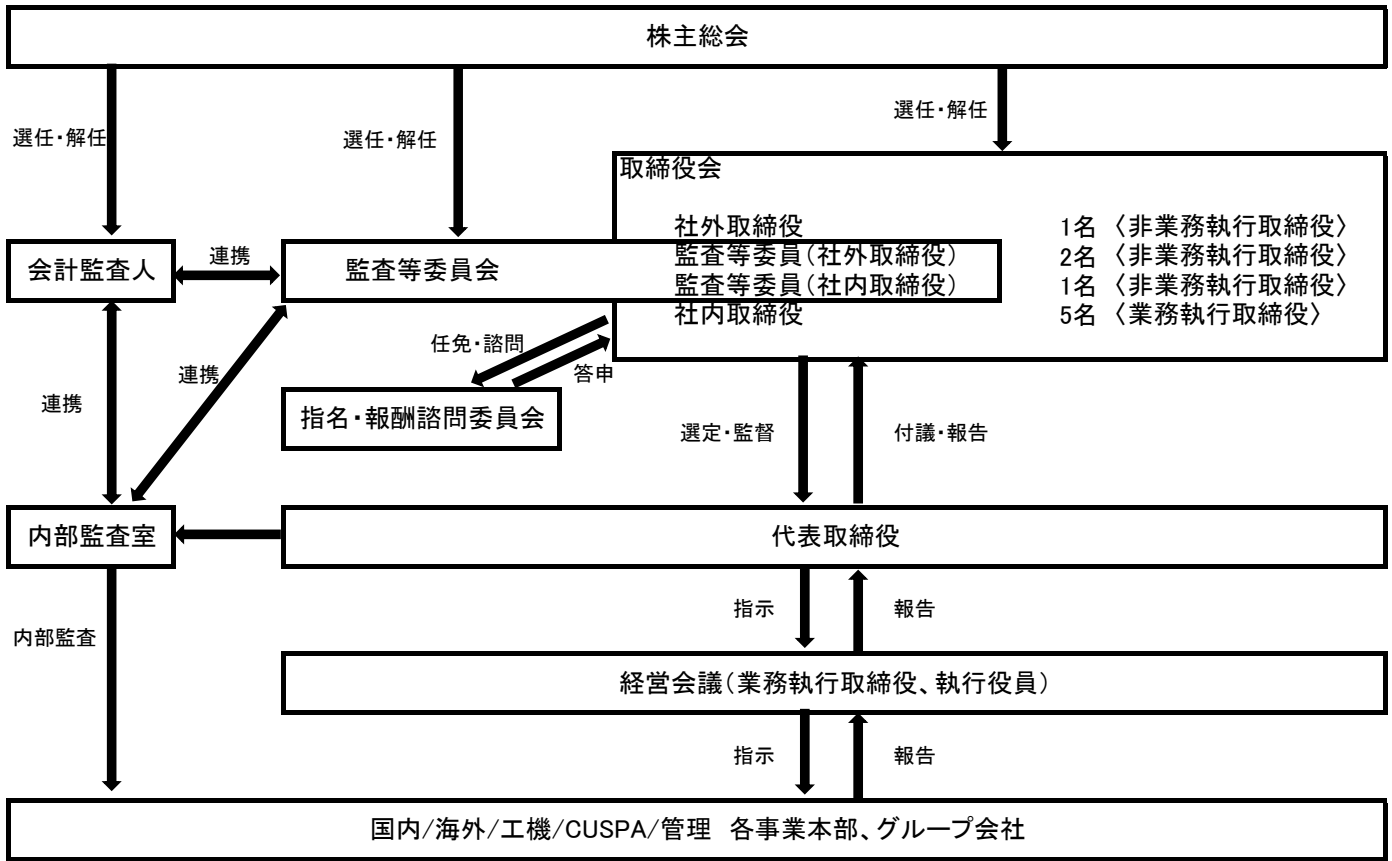 株主総会
選任・解任
選任・解任
選任・解任
取締役会
社外取締役 1名 〈非業務執行取締役〉
監査等委員(社外取締役) 2名 〈非業務執行取締役〉
監査等委員(社内取締役) 1名 〈非業務執行取締役〉
社内取締役 5名 〈業務執行取締役〉
会計監査人
連携
監査等委員会
任免・諮問
答申
連携
連携
指名・報酬諮問委員会
選定・監督
付議・報告
内部監査室
代表取締役
指示
報告
内部監査
経営会議(業務執行取締役、執行役員)
指示
報告
国内/海外/工機/CUSPA/管理 各事業本部、グループ会社